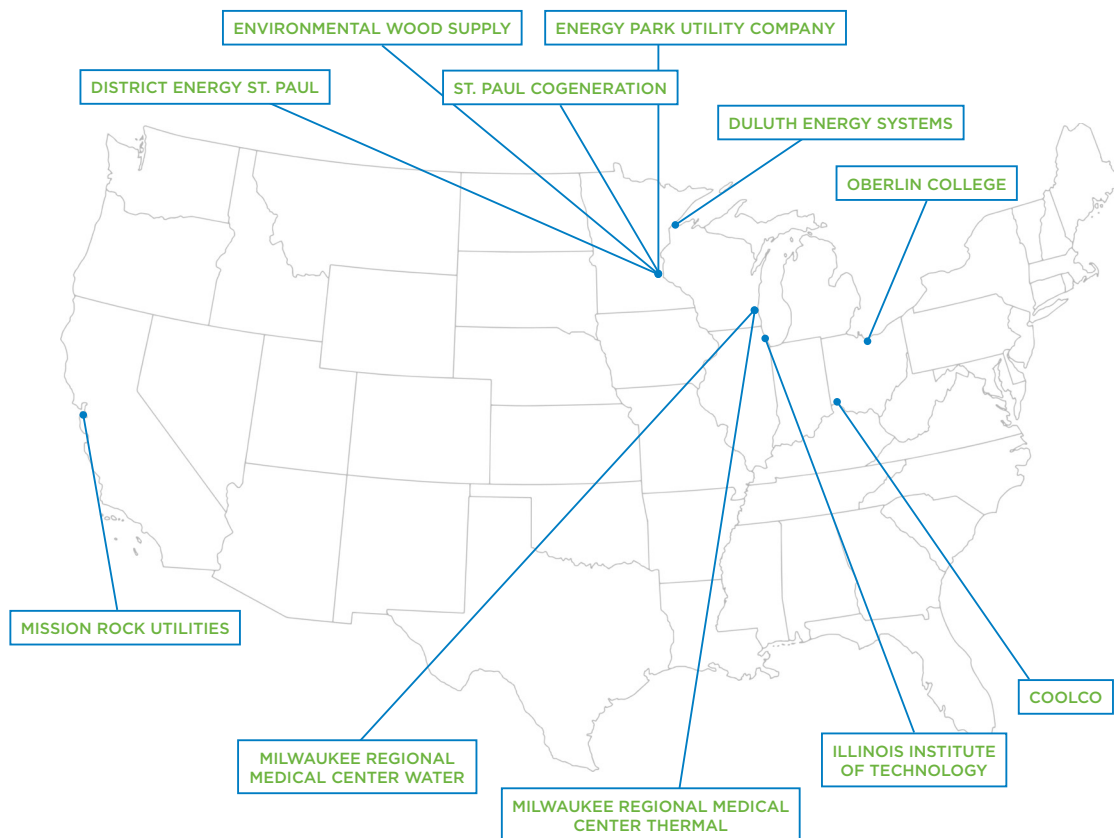 ENVIRONMENTAL WOOD SUPPLY
ENERGY PARK UTILITY COMPANY
DISTRICT ENERGY ST. PAUL
ST. PAUL COGENERATION
DULUTH ENERGY SYSTEMS
OBERLIN COLLEGE
MISSION ROCK UTILITIES
COOLCO
MILWAUKEE REGIONAL
MEDICAL CENTER WATER
ILLINOIS INSTITUTE
OF TECHNOLOGY
MILWAUKEE REGIONAL MEDICAL
CENTER THERMAL